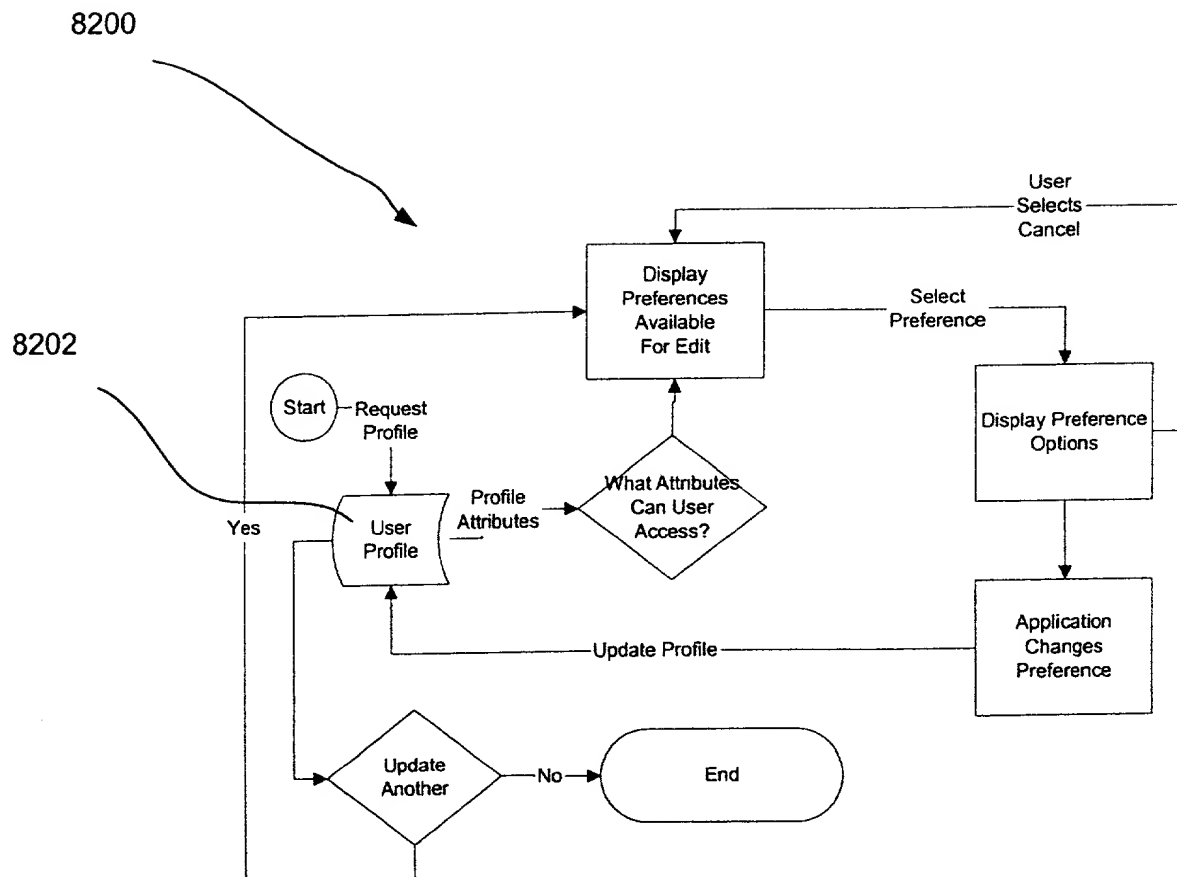 8200
User
Selects
Cancel
Display
Preferences
Available
For Edit
Select
Preference
8202
Start
Request
Profile
Display Preference
Options
What Attributes
Can User
Access?
Profile
Attributes
User
Profile
Yes
Application
Changes
Preference
Update Profile
Update
Another
No
End